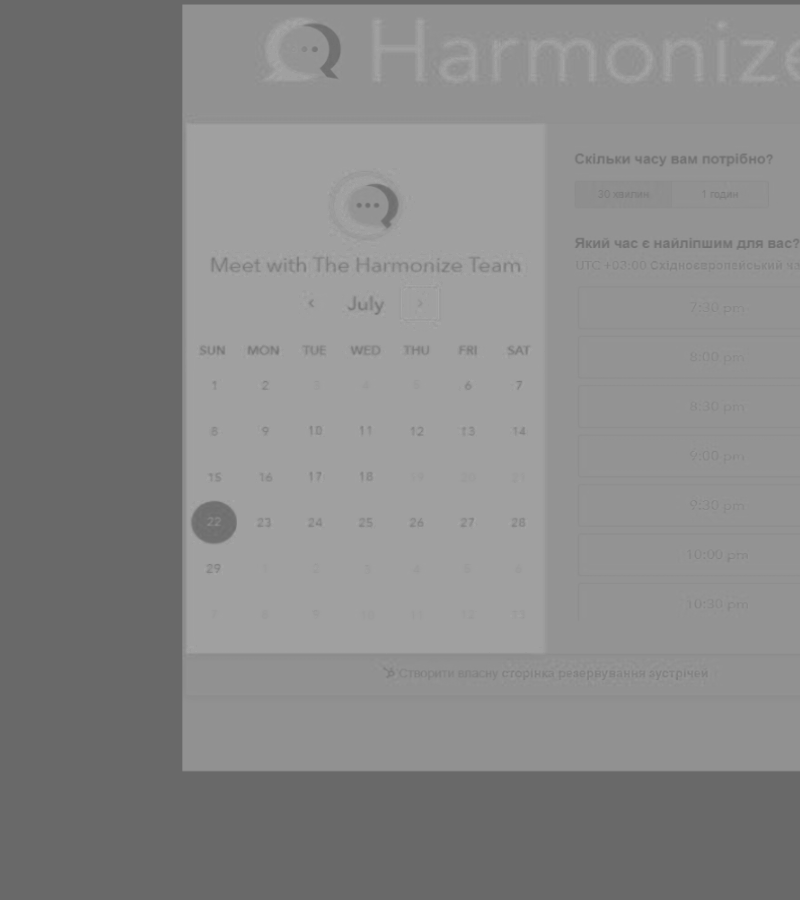 Harmonize
Meet with The Harmonize Team
‹ July ›
SUN MON TUE WED THU FRI SAT
1 2 3 4 5 6 7
8 9 10 11 12 13 14
15 16 17 18 19 20 21
22 23 24 25 26 27 28
29 1 2 3 4 5 6
7 8 9 10 11 12 13
Скільки часу вам потрібно?
30 хвилин 1 годин
Який час є найліпшим для вас?
UTC +03:00 Східноєвропейський ча
7:30 pm
8:00 pm
8:30 pm
9:00 pm
9:30 pm
10:00 pm
10:30 pm
Створити власну сторінка резервування зустрічей